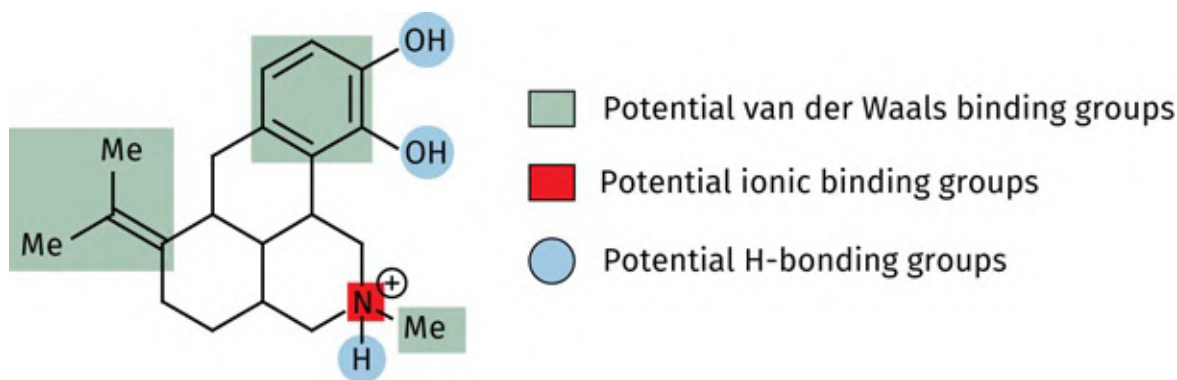 OH
OH
Me
Me
N
+
Me
H
Potential van der Waals binding groups
Potential ionic binding groups
Potential H-bonding groups